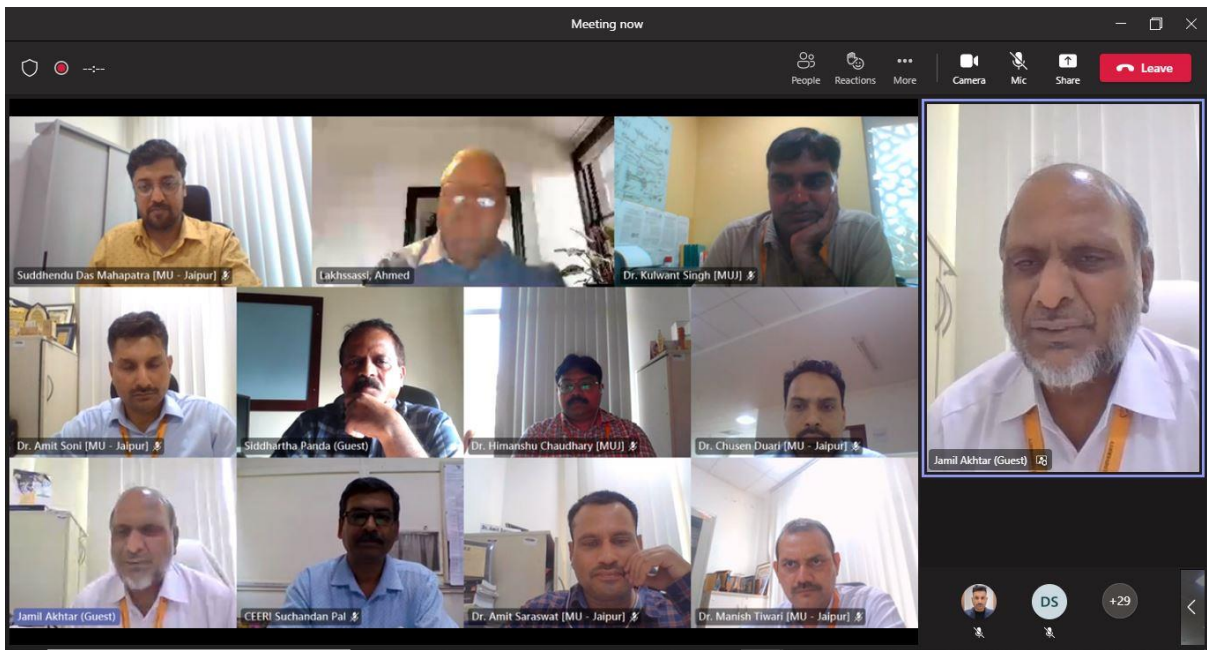 Meeting now
--:--
People
Reactions
More
Camera
Mic
Share
Leave
Suddhendu Das Mahapatra [MU - Jaipur]
Lakhssassi, Ahmed
Dr. Kulwant Singh [MUJ]
Dr. Amit Soni [MU - Jaipur]
Siddhartha Panda (Guest)
Dr. Himanshu Chaudhary [MUJ]
Dr. Chusen Duari [MU - Jaipur]
Jamil Akhtar (Guest)
CEERI Suchandan Pal
Dr. Amit Saraswat [MU - Jaipur]
Dr. Manish Tiwari [MU - Jaipur]
Jamil Akhtar (Guest)
DS
+29